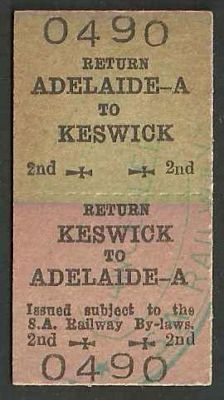 0490
RETURN
ADELAIDE-A
TO
KESWICK
2nd 2nd
RETURN
KESWICK
TO
ADELAIDE-A
Issued subject to the
S.A. Railway By-laws.
2nd 2nd
0490